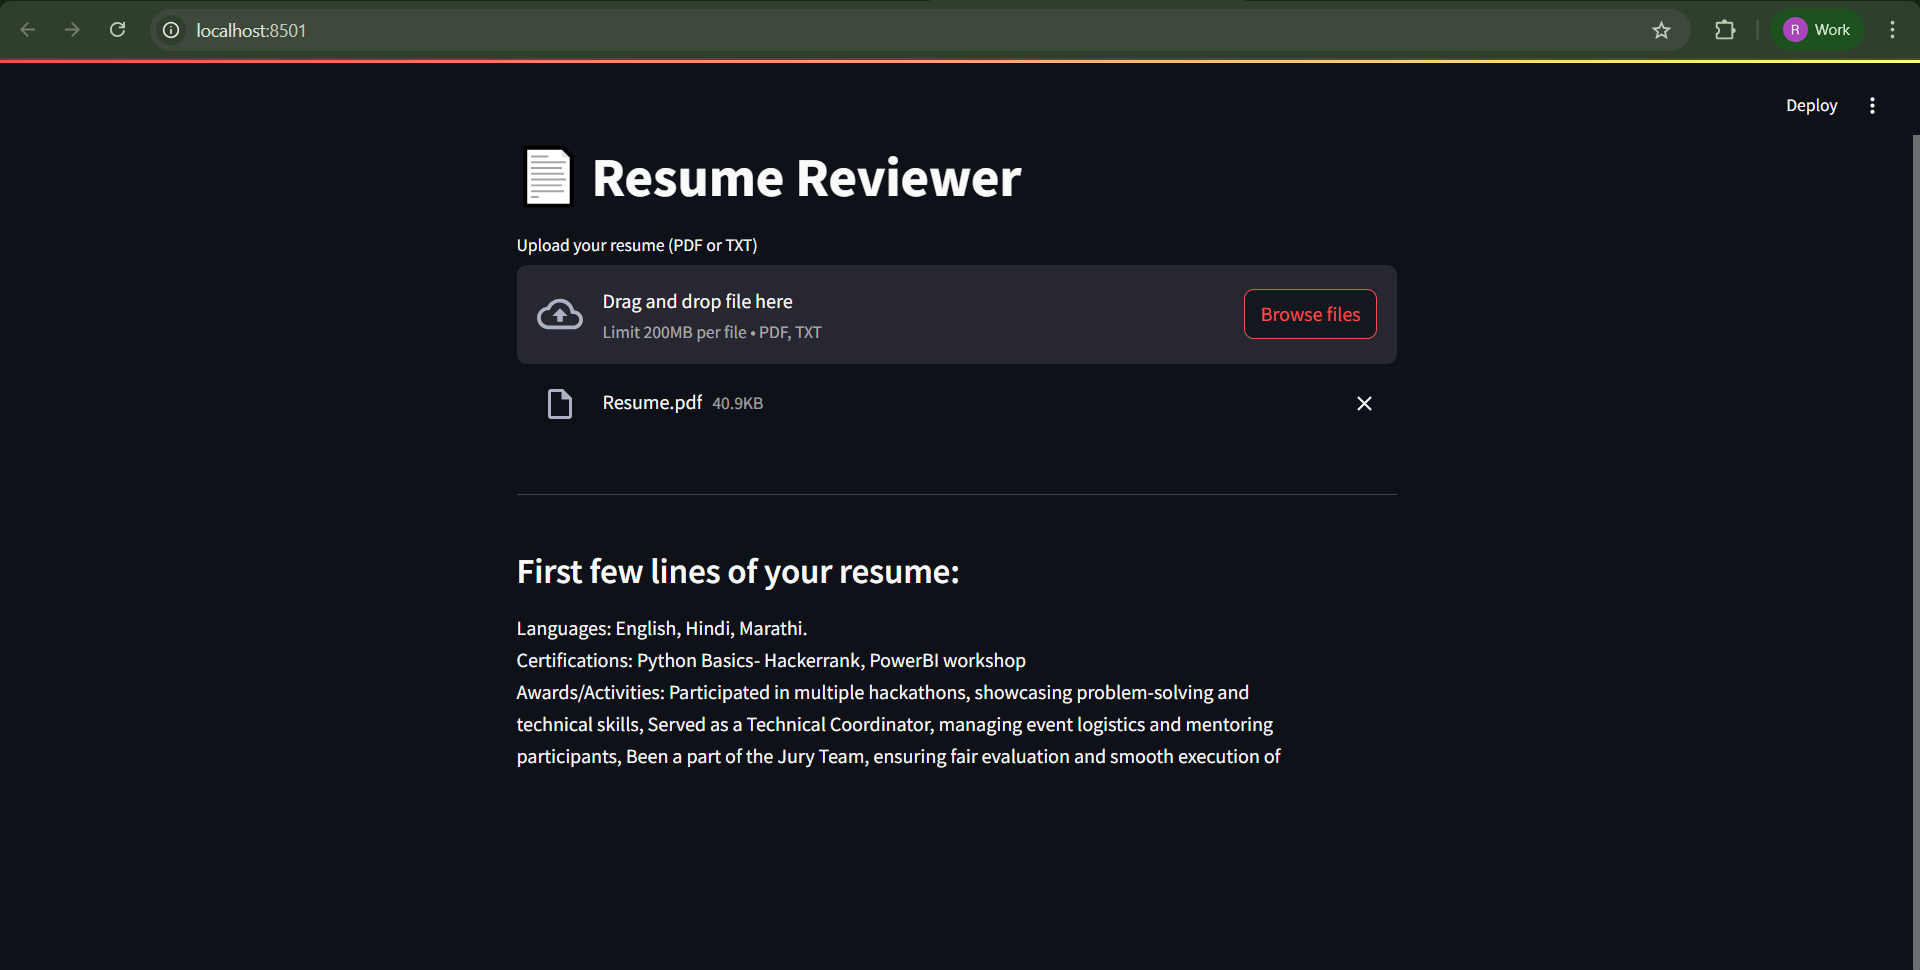 localhost:8501
R Work
Deploy
Resume Reviewer
Upload your resume (PDF or TXT)
Drag and drop file here
Limit 200MB per file • PDF, TXT
Browse files
Resume.pdf 40.9KB
First few lines of your resume:
Languages: English, Hindi, Marathi.
Certifications: Python Basics- Hackerrank, PowerBI workshop
Awards/Activities: Participated in multiple hackathons, showcasing problem-solving and
technical skills, Served as a Technical Coordinator, managing event logistics and mentoring
participants, Been a part of the Jury Team, ensuring fair evaluation and smooth execution of